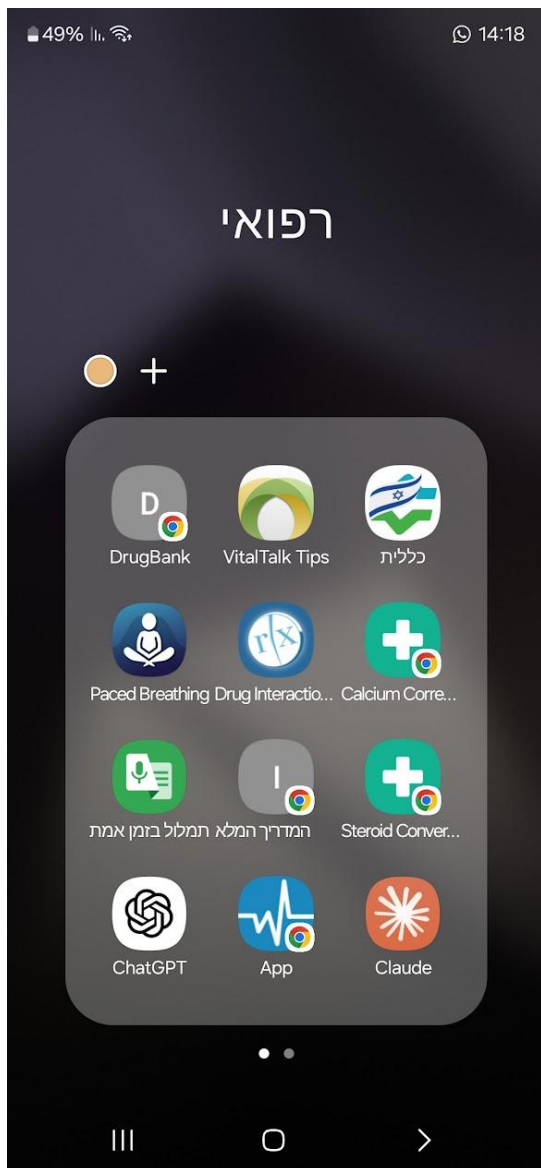 49%
14:18
רפואי
כללית
VitalTalk Tips
DrugBank
Calcium Corre...
Drug Interactio...
Paced Breathing
Steroid Conver...
המדריך המלא
תמלול בזמן אמת
Claude
App
ChatGPT
D
r/x
I